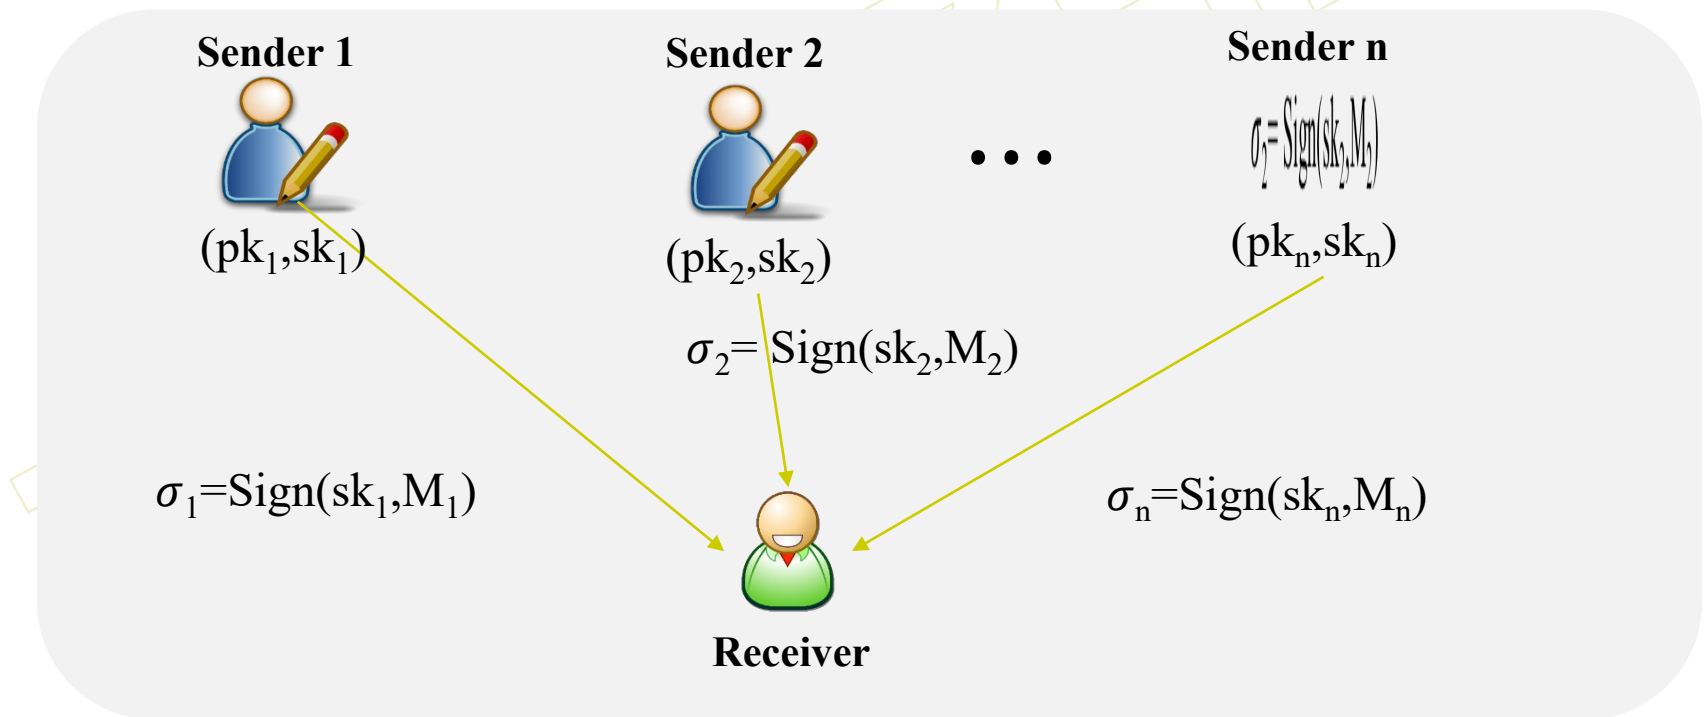 Sender 1
Sender 2
Sender n
...
σ₂=Sign(sk₂,M₂)
(pk₁,sk₁)
(pk₂,sk₂)
(pkₙ,skₙ)
σ₂= Sign(sk₂,M₂)
σ₁=Sign(sk₁,M₁)
σₙ=Sign(skₙ,Mₙ)
Receiver